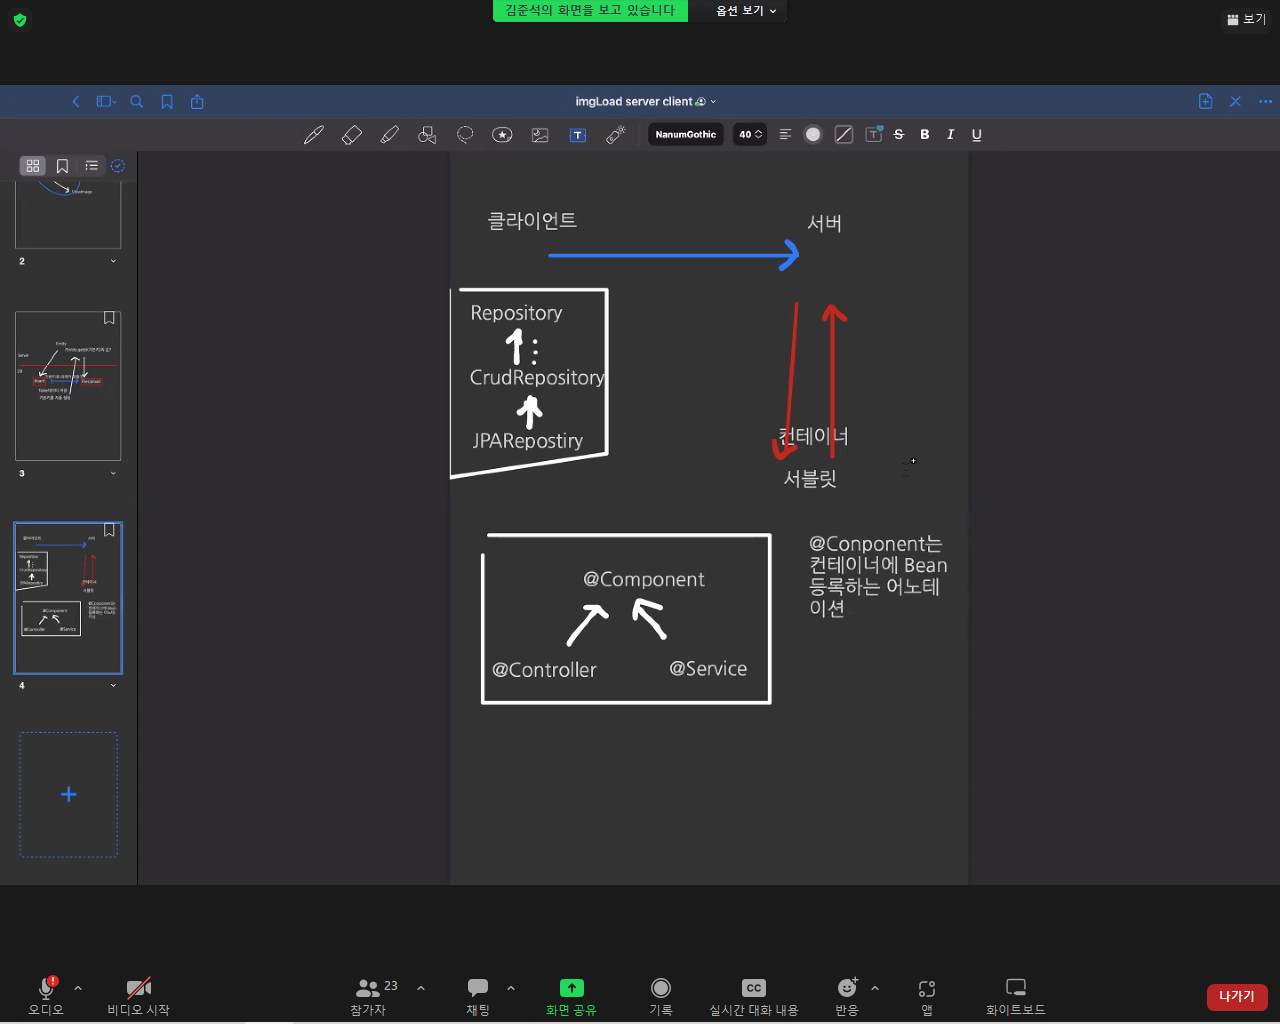 김준석의 화면을 보고 있습니다
옵션 보기
보기
imgLoad server client
NanumGothic
40
T
S
B
I
U
2
3
4
클라이언트
서버
Repository
CrudRepository
JPARepostiry
컨테이너
서블릿
@Component
@Controller
@Service
@Conponent는
컨테이너에 Bean
등록하는 어노테
이션
오디오
비디오 시작
참가자
23
채팅
화면 공유
기록
CC
실시간 대화 내용
반응
앱
화이트보드
나가기